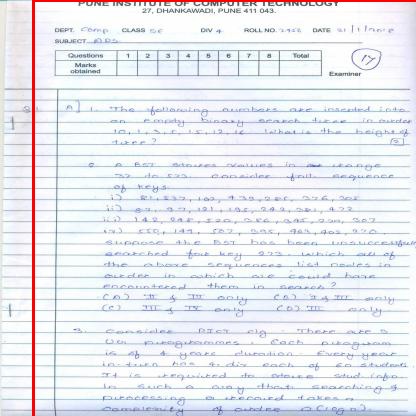 PUNE INSTITUTE OF COMPUTER TECHNOLOGY
27, DHANKAWADI, PUNE 411 043.
DEPT. Comp CLASS SE DIV 4 ROLL NO. DATE 21/1/2012
SUBJECT ADS
Questions 1 2 3 4 5 6 7 8 Total
Marks obtained
Examiner
A] 1. The following numbers are inserted into
an empty binary search tree in order
10, 1, 3, 5, 15, 12, 16 What is the height of
tree? [2]
2. A BST stores values in range
37 to 573. Consider foll. sequence
of keys.
i) 81, 537, 102, 439, 285, 376, 305
ii) 52, 97, 121, 195, 242, 381, 472
iii) 142, 248, 520, 386, 345, 270, 307
iv) 550, 149, 507, 395, 463, 402, 270
suppose the BST has been unsuccessfully
searched for key 273. which all of
the above sequences list nodes in
order in which we could have
encountered them in search?
(A) II & III only (B) I & III only
(C) III & IV only (D) III only
3. Consider PICT clg. There are 3
UG programmes. Each program
is of 4 years duration. Every year
in turn has 4 div each of 60 students.
It is required to store stud info.
in such a way that searching &
processing a record takes a
complexity of order O(log n).